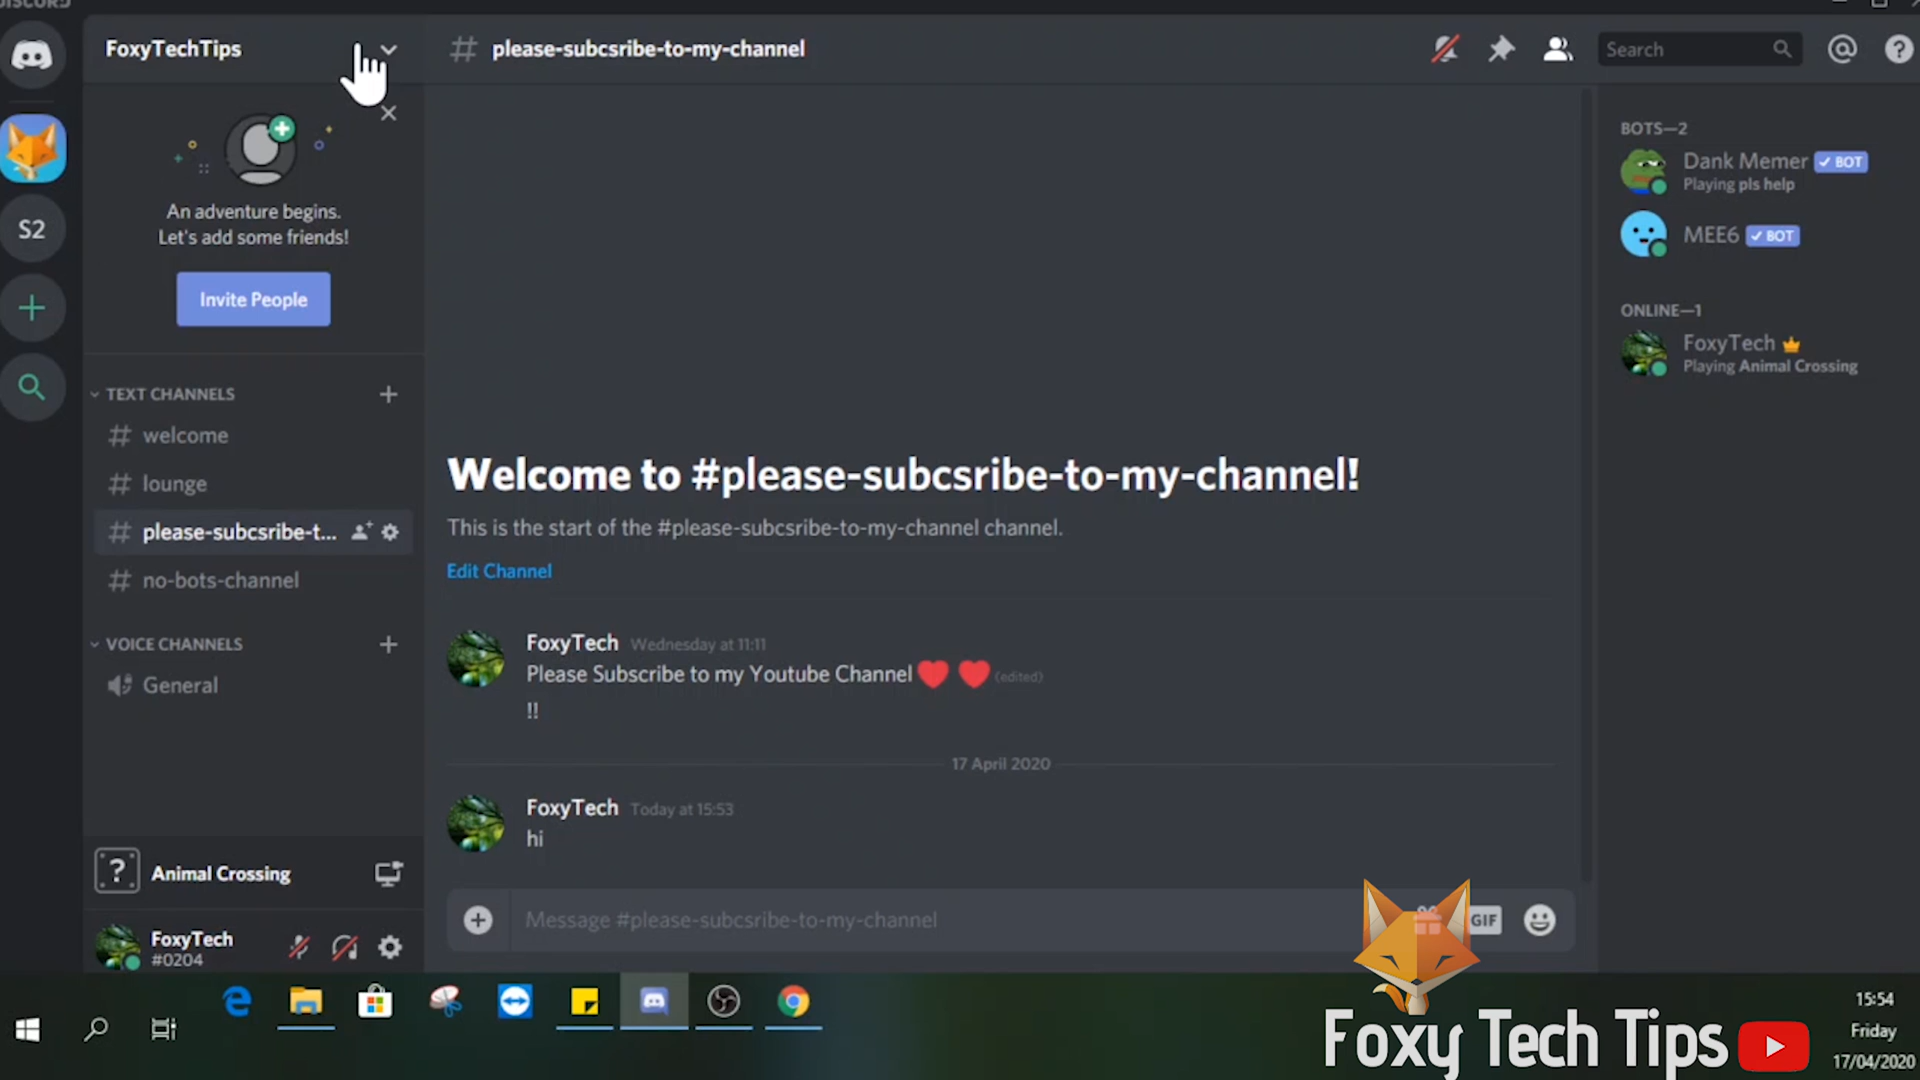 DISCORD
FoxyTechTips
please-subcsribe-to-my-channel
Search
An adventure begins.
Let's add some friends!
Invite People
S2
TEXT CHANNELS
welcome
lounge
please-subcsribe-t...
no-bots-channel
VOICE CHANNELS
General
Welcome to #please-subcsribe-to-my-channel!
This is the start of the #please-subcsribe-to-my-channel channel.
Edit Channel
FoxyTech Wednesday at 11:11
Please Subscribe to my Youtube Channel (edited)
!!
17 April 2020
FoxyTech Today at 15:53
hi
Message #please-subcsribe-to-my-channel
GIF
BOTS—2
Dank Memer BOT
Playing pls help
MEE6 BOT
ONLINE—1
FoxyTech
Playing Animal Crossing
Animal Crossing
FoxyTech
#0204
Foxy Tech Tips
15:54
Friday
17/04/2020